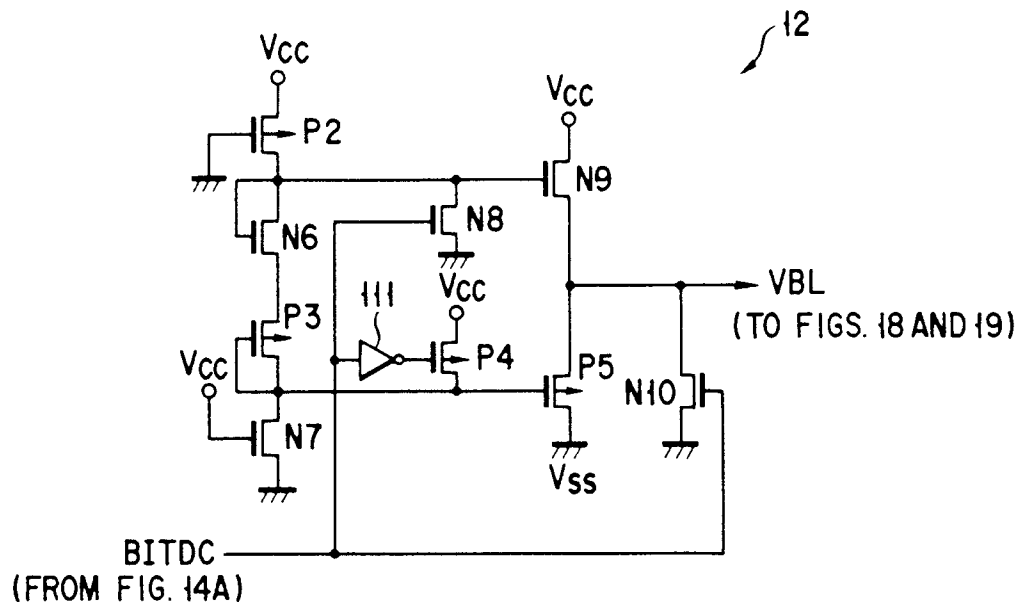 12
VCC
VCC
P2
N9
N6
N8
VCC
111
P3
VBL
(TO FIGS. 18 AND 19)
VCC
P4
P5
N10
N7
VSS
BITDC
(FROM FIG. 14A)